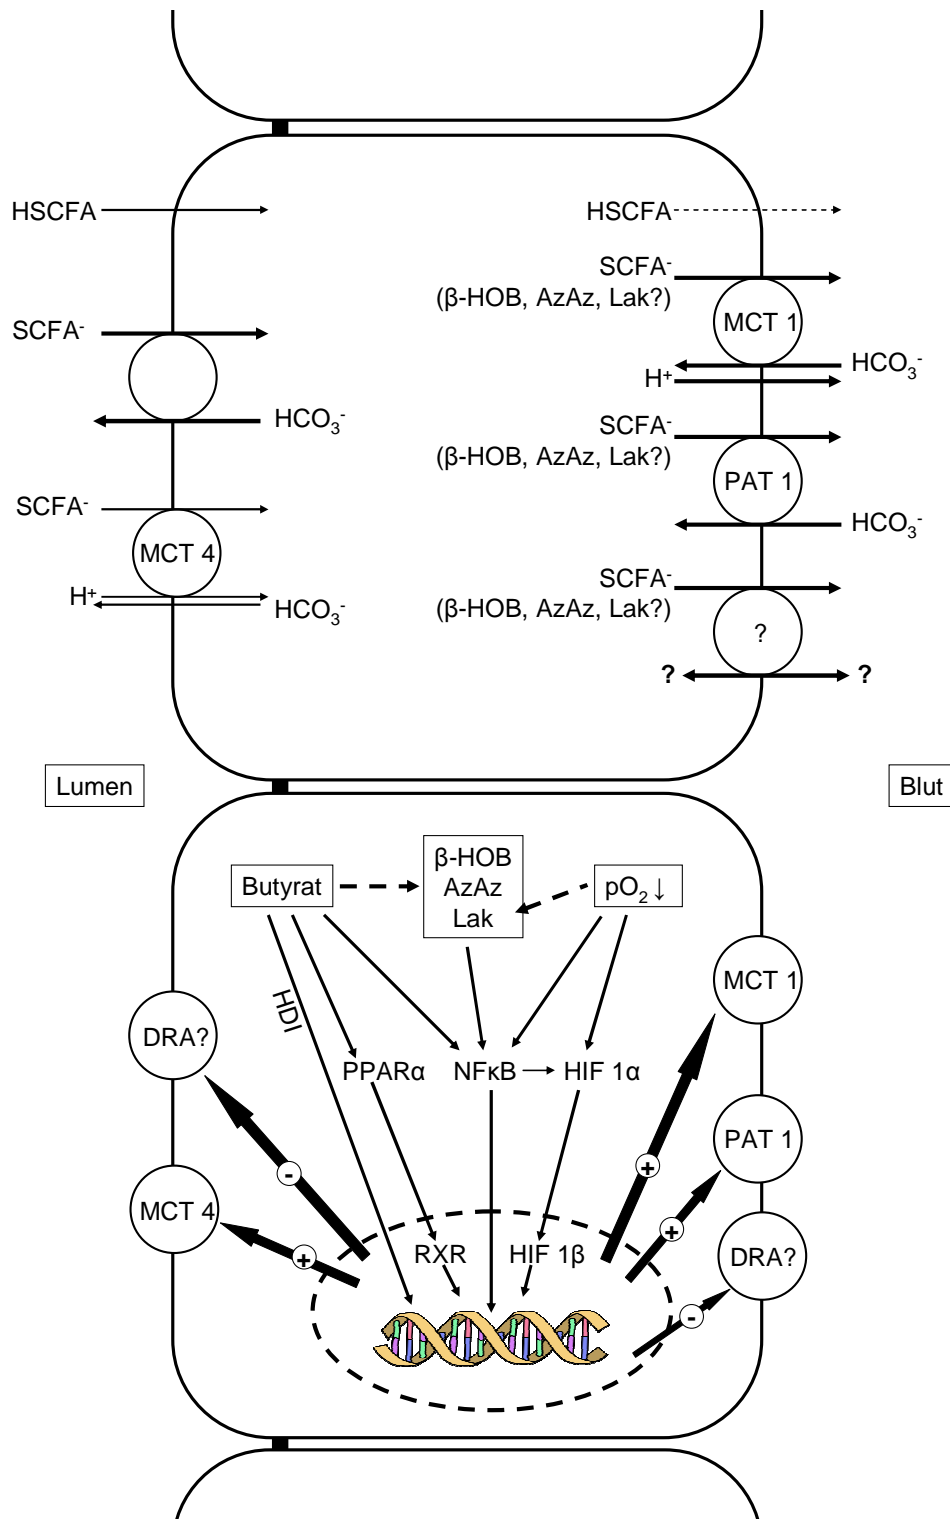 HSCFA
HSCFA
SCFA⁻
(β-HOB, AzAz, Lak?)
MCT 1
SCFA⁻
HCO₃⁻
H⁺
HCO₃⁻
SCFA⁻
(β-HOB, AzAz, Lak?)
PAT 1
SCFA⁻
HCO₃⁻
MCT 4
H⁺
HCO₃⁻
SCFA⁻
(β-HOB, AzAz, Lak?)
?
?
?
Lumen
Blut
Butyrat
β-HOB
AzAz
Lak
pO₂ ↓
HDI
MCT 1
DRA?
PPARα
NFκB
HIF 1α
PAT 1
MCT 4
-
+
+
+
-
RXR
HIF 1β
DRA?